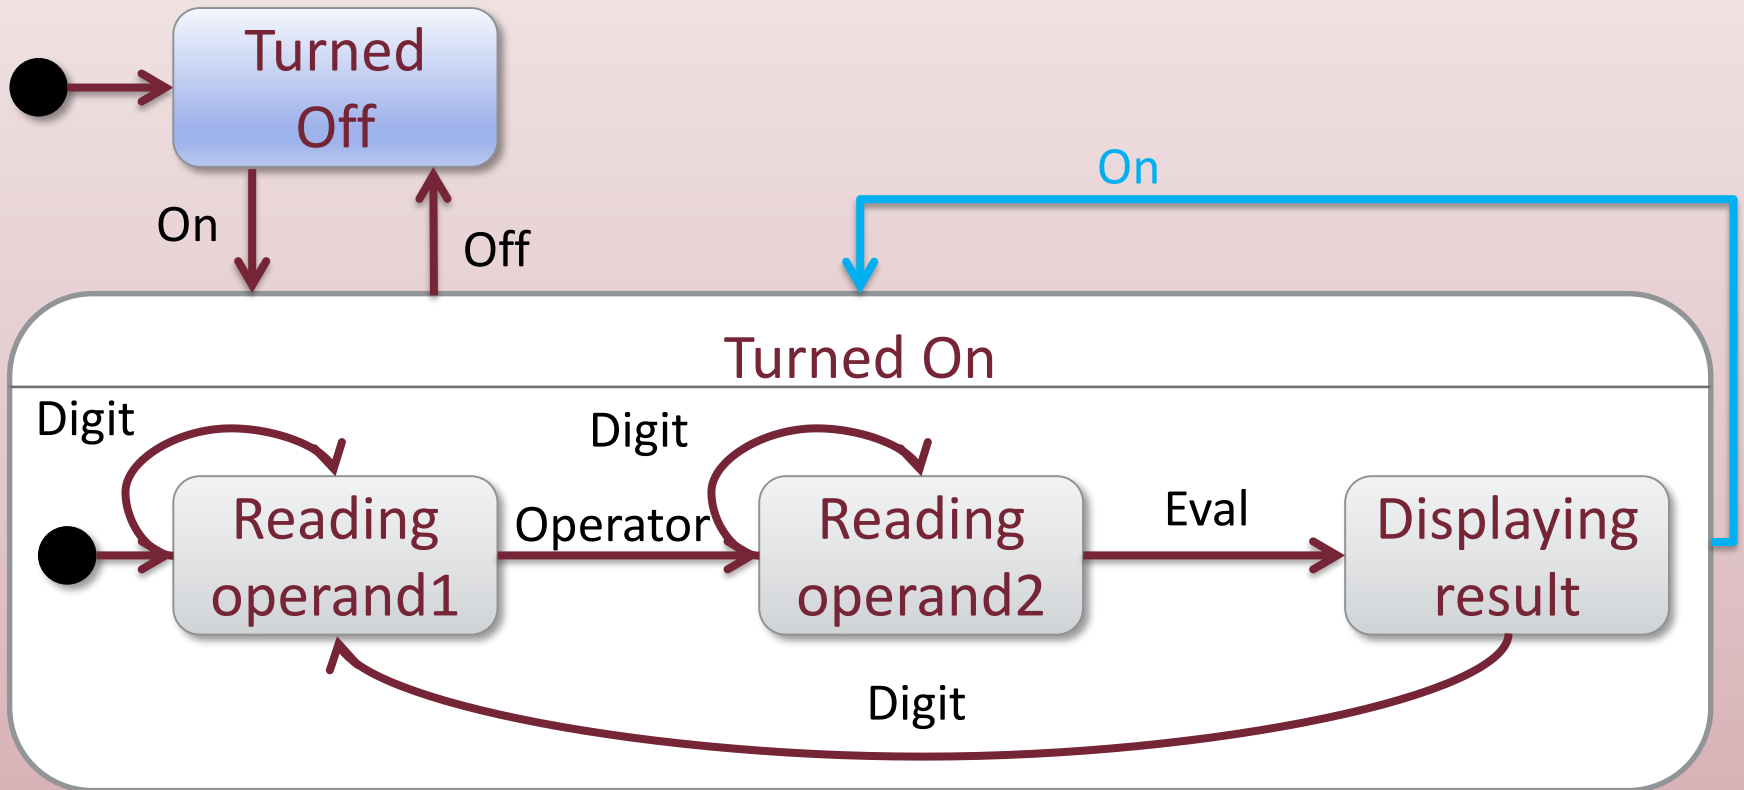 Turned
Off
On
On
Off
Turned On
Digit
Digit
Reading
operand1
Operator
Reading
operand2
Eval
Displaying
result
Digit